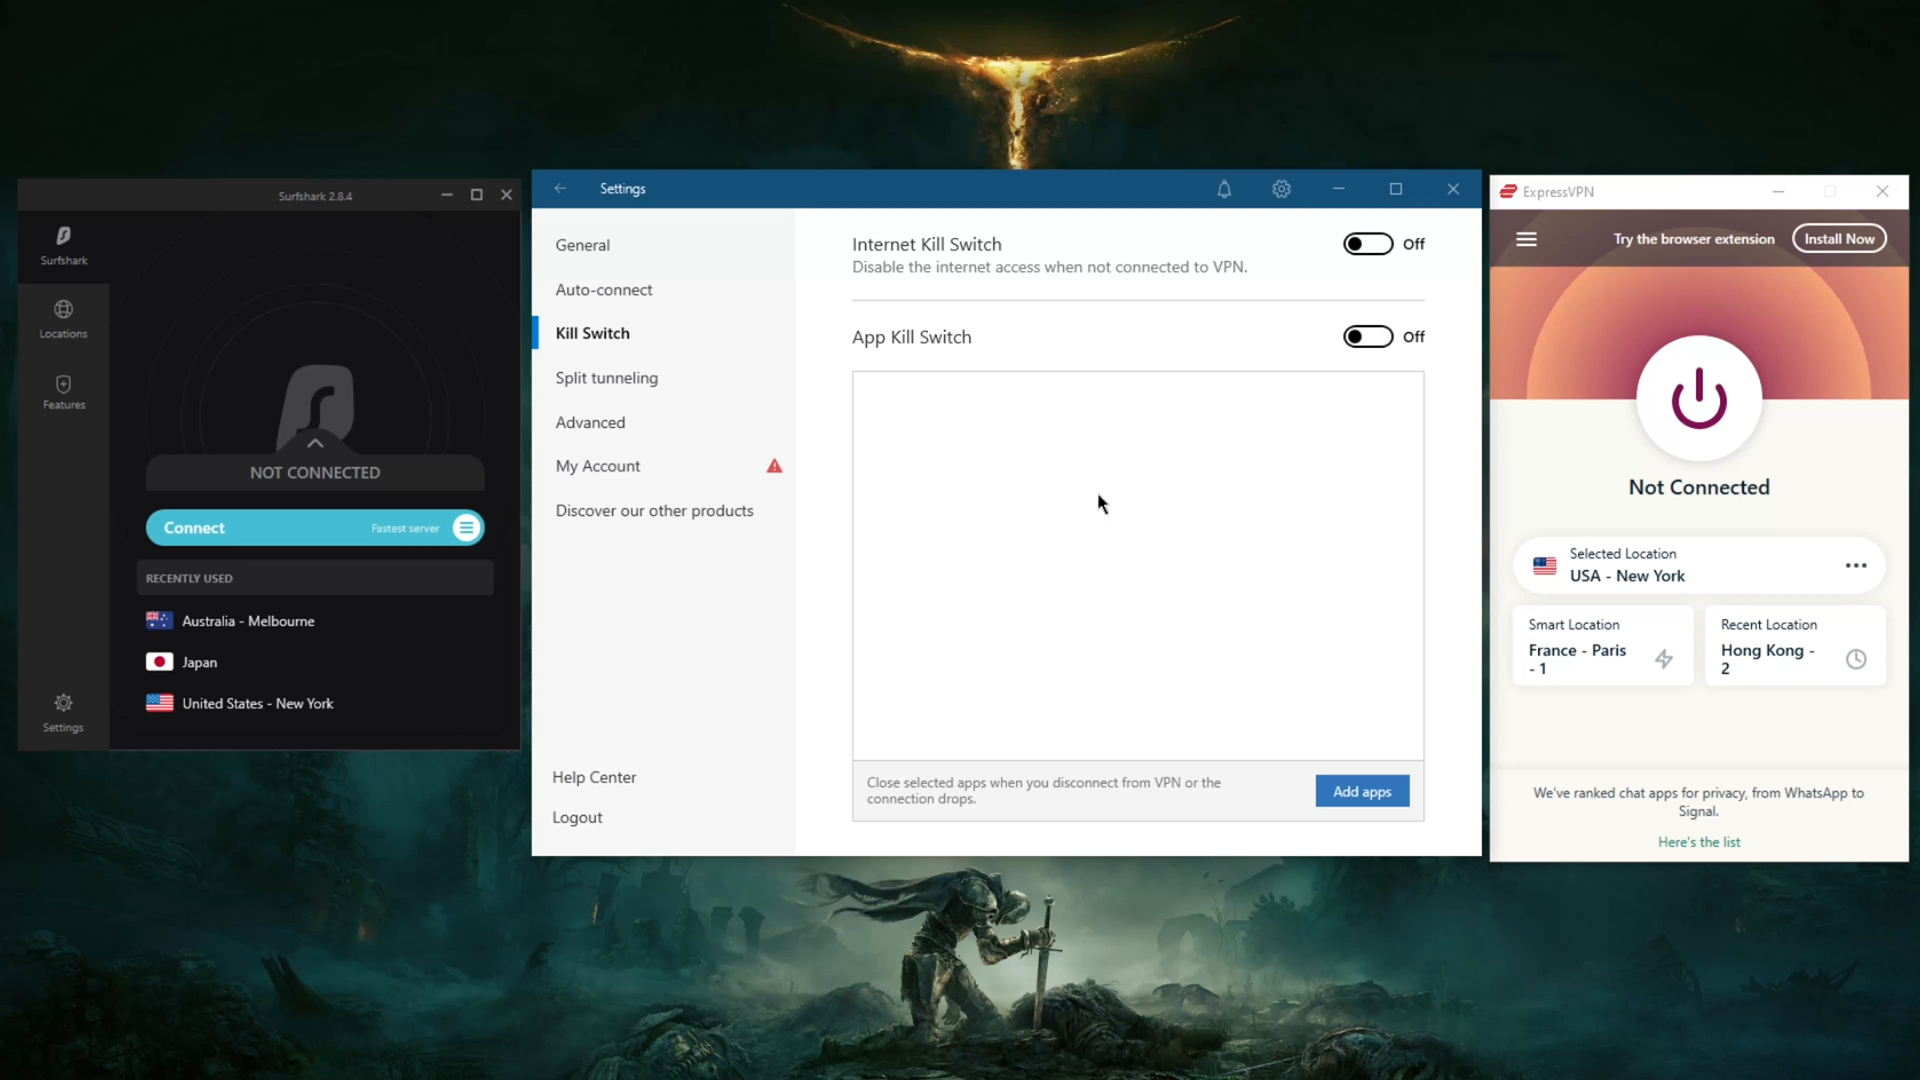 Surfshark 2.8.4
Surfshark
Locations
Features
Settings
NOT CONNECTED
Connect
Fastest server
RECENTLY USED
Australia - Melbourne
Japan
United States - New York
Settings
General
Auto-connect
Kill Switch
Split tunneling
Advanced
My Account
Discover our other products
Help Center
Logout
Internet Kill Switch
Off
Disable the internet access when not connected to VPN.
App Kill Switch
Off
Close selected apps when you disconnect from VPN or the
connection drops.
Add apps
ExpressVPN
Try the browser extension
Install Now
Not Connected
Selected Location
USA - New York
Smart Location
France - Paris
- 1
Recent Location
Hong Kong -
2
We've ranked chat apps for privacy, from WhatsApp to
Signal.
Here's the list